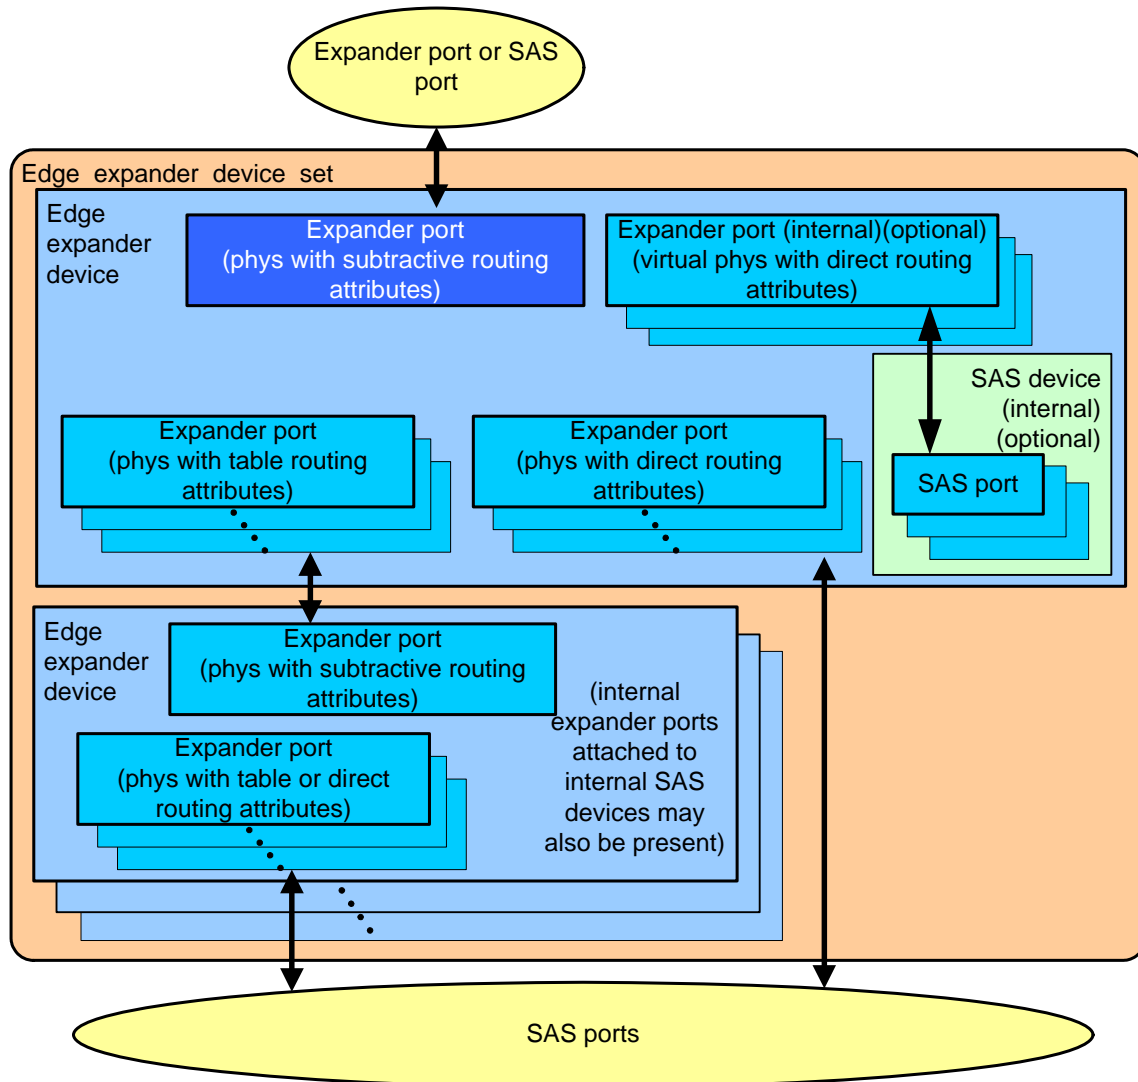 Expander port or SAS
port
Edge expander device set
Edge
expander
device
Expander port
(phys with subtractive routing
attributes)
Expander port (internal)(optional)
(virtual phys with direct routing
attributes)
SAS device
(internal)
(optional)
SAS port
Expander port
(phys with table routing
attributes)
Expander port
(phys with direct routing
attributes)
Edge
expander
device
Expander port
(phys with subtractive routing
attributes)
(internal
expander ports
attached to
internal SAS
devices may
also be present)
Expander port
(phys with table or direct
routing attributes)
SAS ports